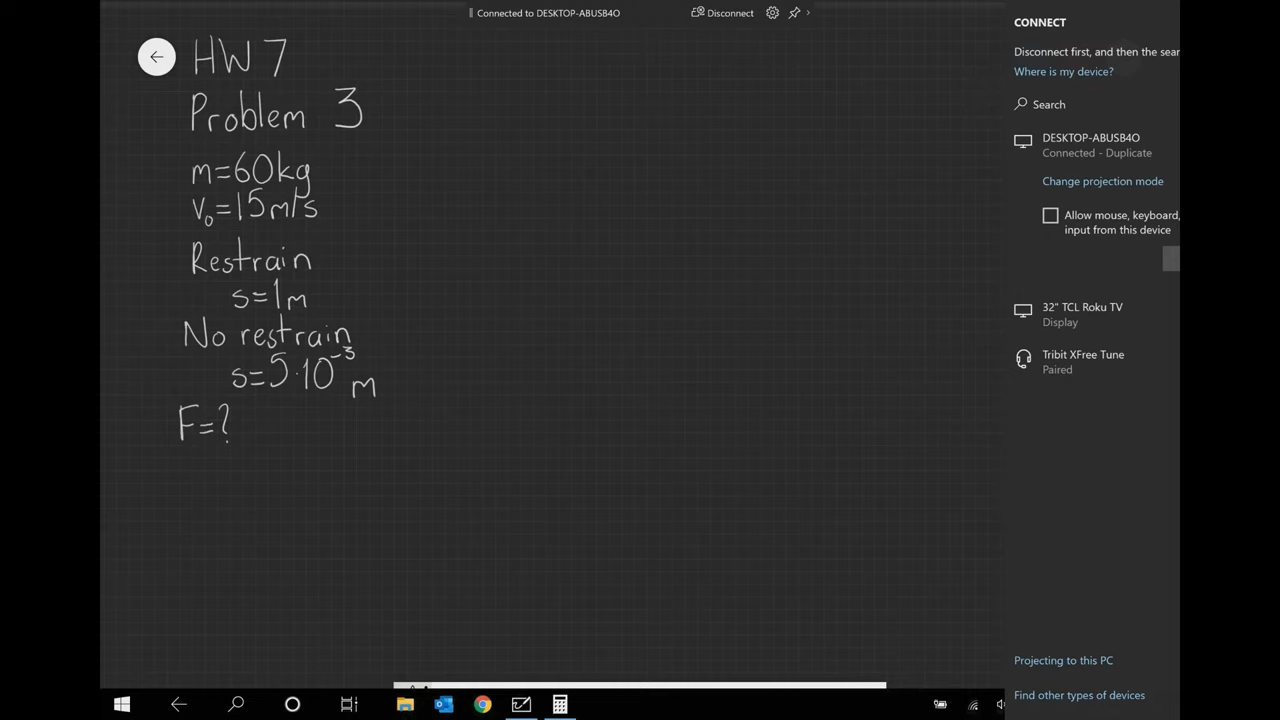 Connected to DESKTOP-ABUSB4O
Disconnect
HW 7
Problem 3
m=60kg
v₀=15m/s
Restrain
s=1m
No restrain
s=5·10⁻³ m
F=?
CONNECT
Disconnect first, and then the sear
Where is my device?
Search
DESKTOP-ABUSB4O
Connected - Duplicate
Change projection mode
Allow mouse, keyboard,
input from this device
32" TCL Roku TV
Display
Tribit XFree Tune
Paired
Projecting to this PC
Find other types of devices